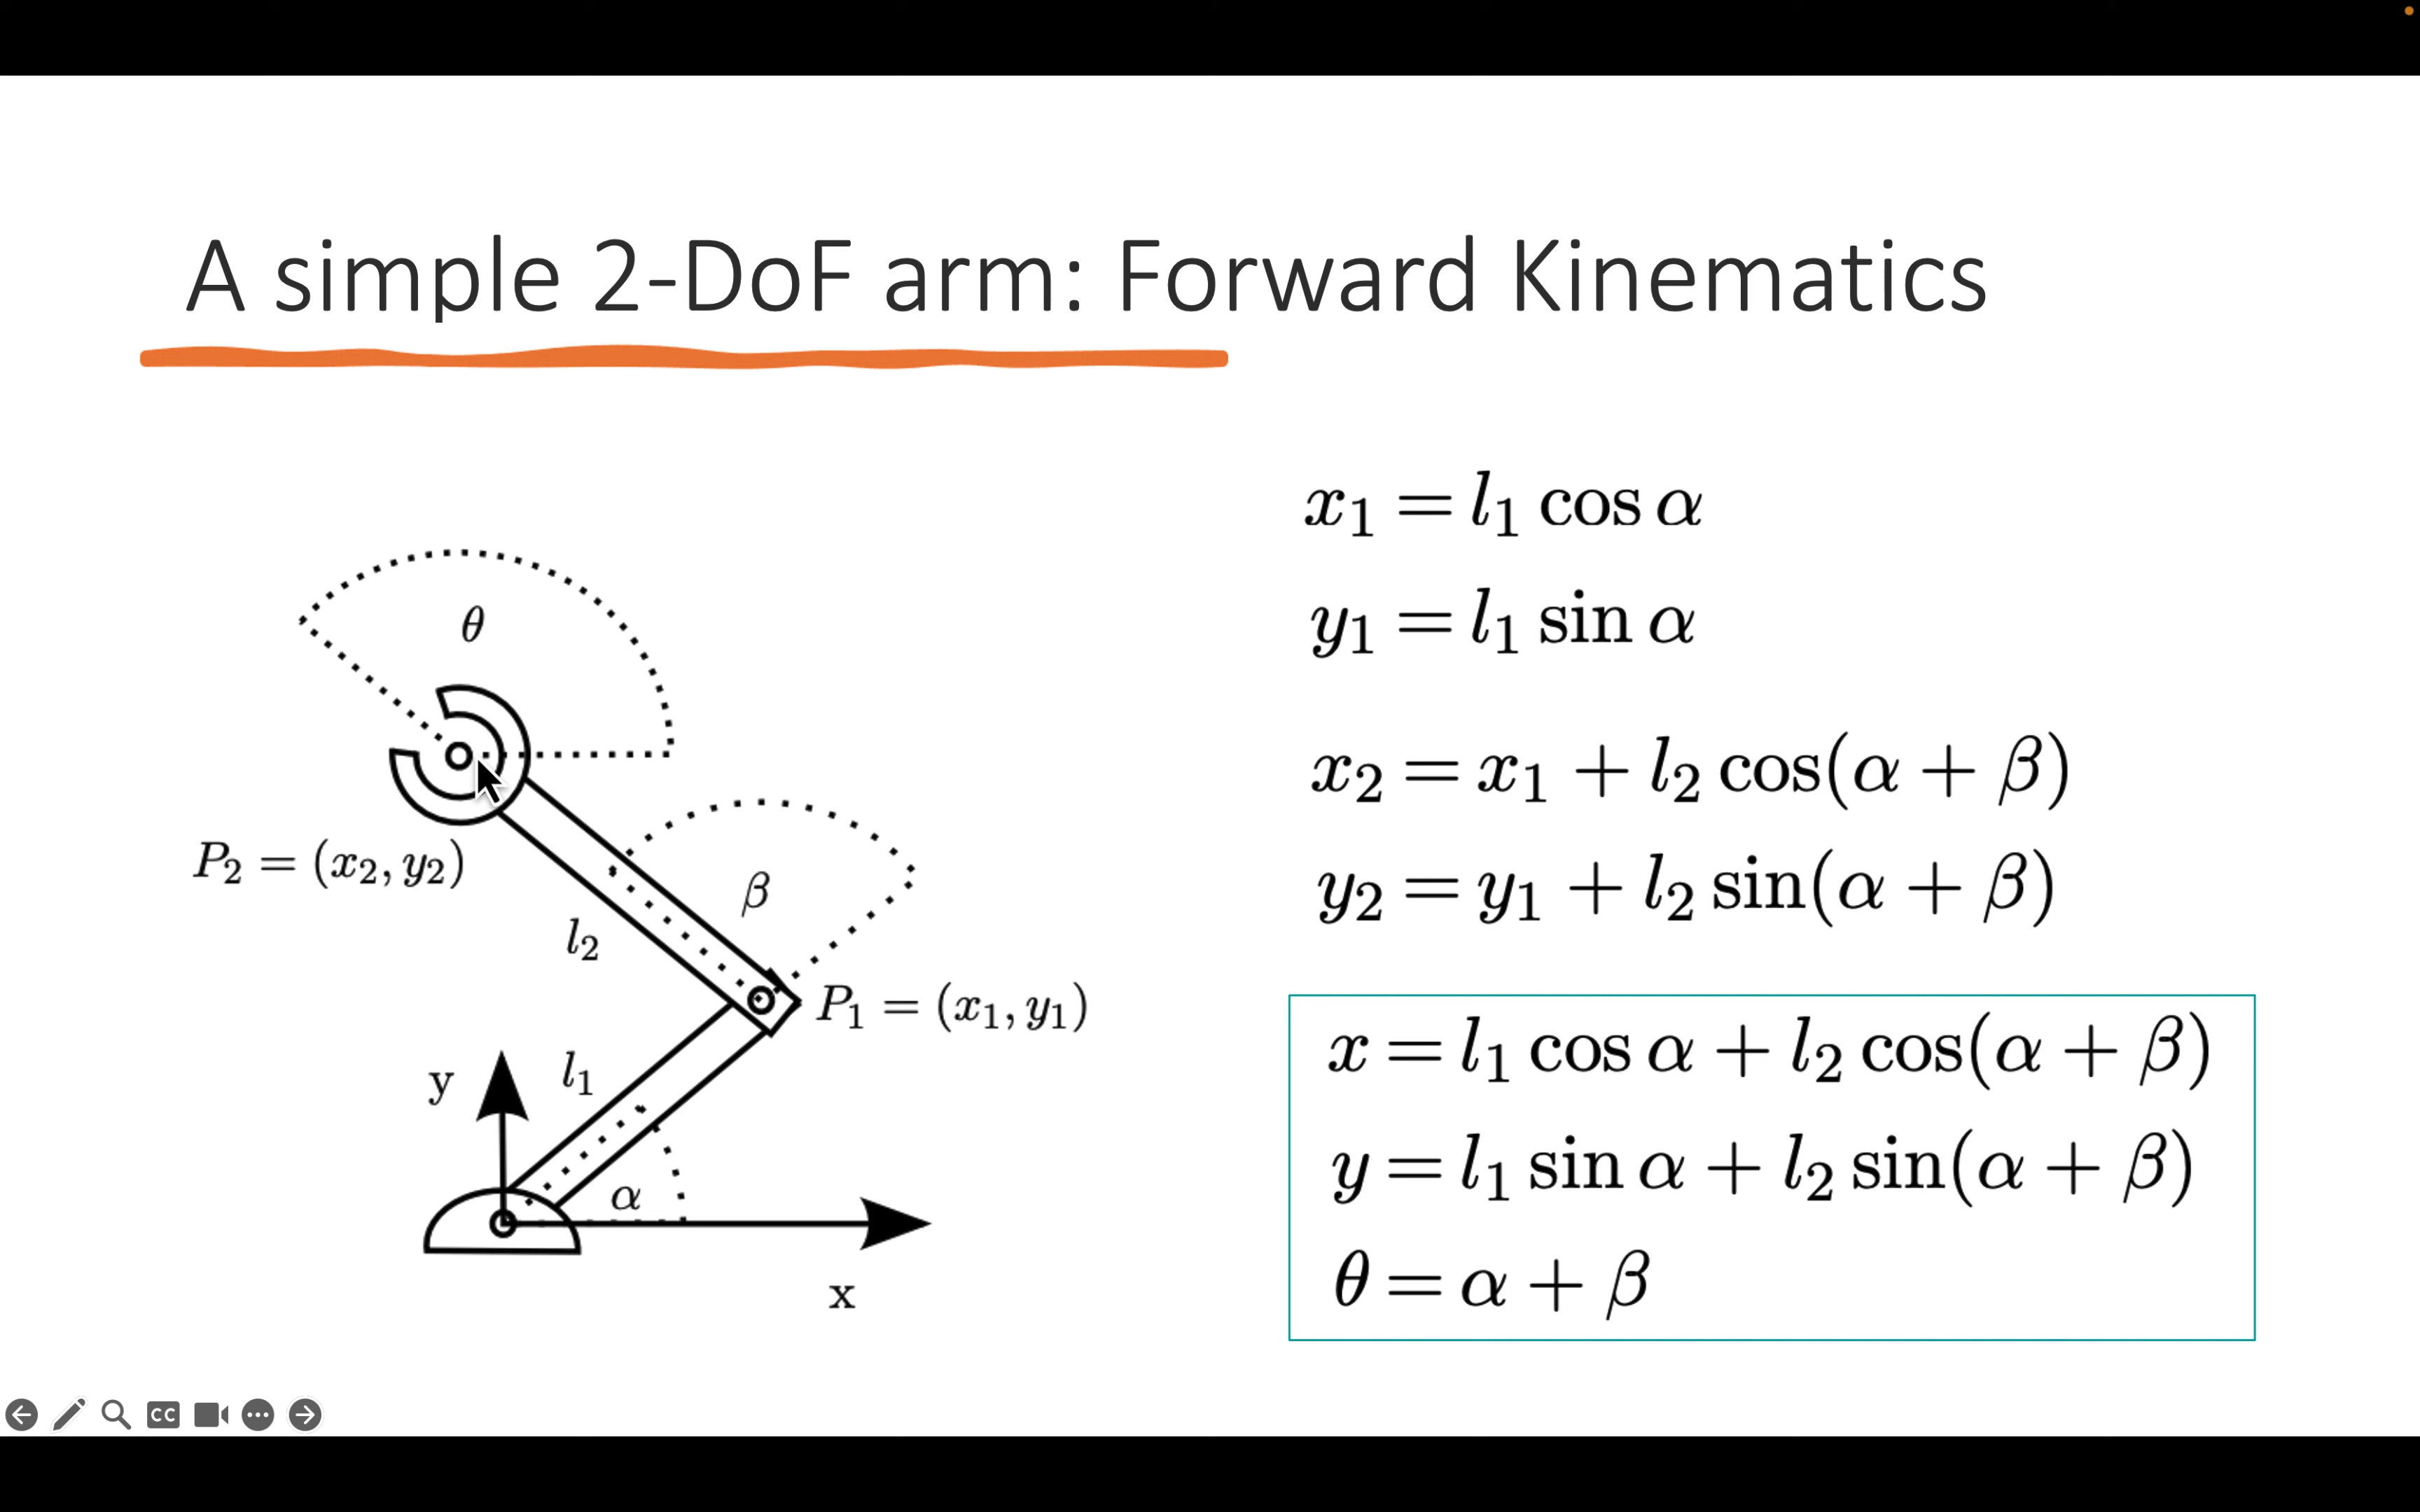 A simple 2-DoF arm: Forward Kinematics
θ
P₂ = (x₂, y₂)
β
l₂
P₁ = (x₁, y₁)
l₁
y
α
x
x₁ = l₁ cos α
y₁ = l₁ sin α
x₂ = x₁ + l₂ cos(α + β)
y₂ = y₁ + l₂ sin(α + β)
x = l₁ cos α + l₂ cos(α + β)
y = l₁ sin α + l₂ sin(α + β)
θ = α + β
CC